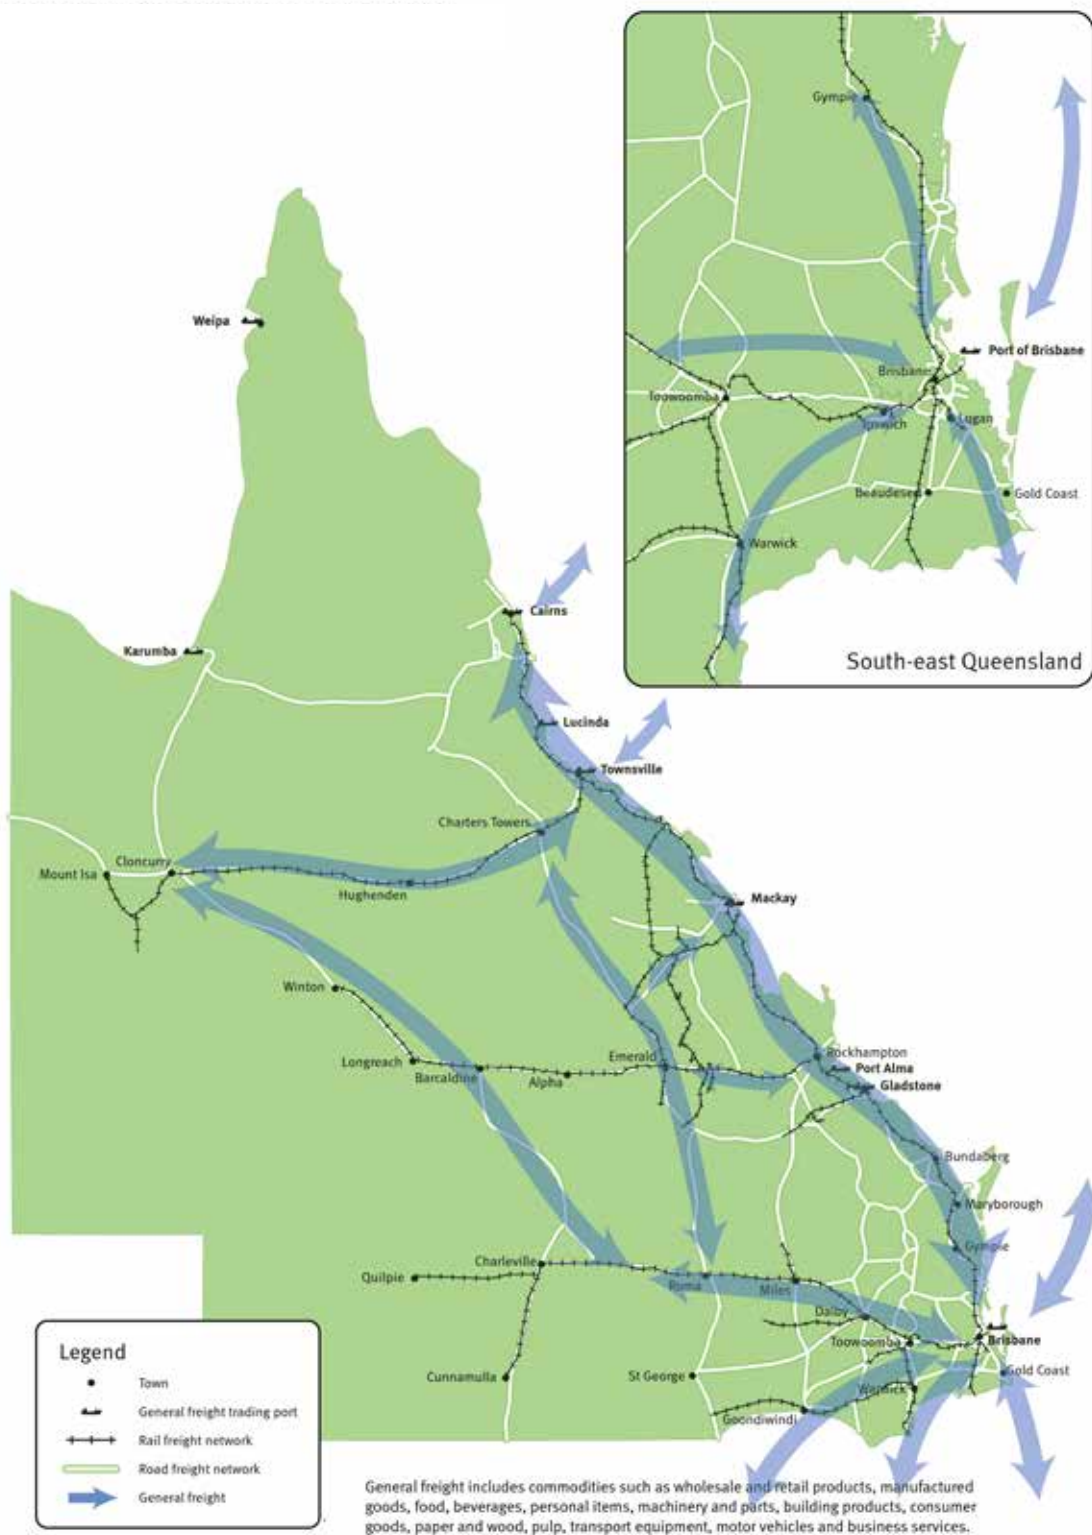 Gympie
Port of Brisbane
Brisbane
Toowoomba
Ipswich
Logan
Beaudesert
Gold Coast
Warwick
South-east Queensland
Weipa
Cairns
Karumba
Lucinda
Townsville
Charters Towers
Cloncurry
Mount Isa
Hughenden
Mackay
Winton
Longreach
Barcaldine
Alpha
Emerald
Rockhampton
Port Alma
Gladstone
Bundaberg
Maryborough
Gympie
Charleville
Quilpie
Roma
Miles
Dalby
Toowoomba
Brisbane
Gold Coast
Cunnamulla
St George
Warwick
Goondiwindi
Legend
Town
General freight trading port
Rail freight network
Road freight network
General freight
General freight includes commodities such as wholesale and retail products, manufactured
goods, food, beverages, personal items, machinery and parts, building products, consumer
goods, paper and wood, pulp, transport equipment, motor vehicles and business services.